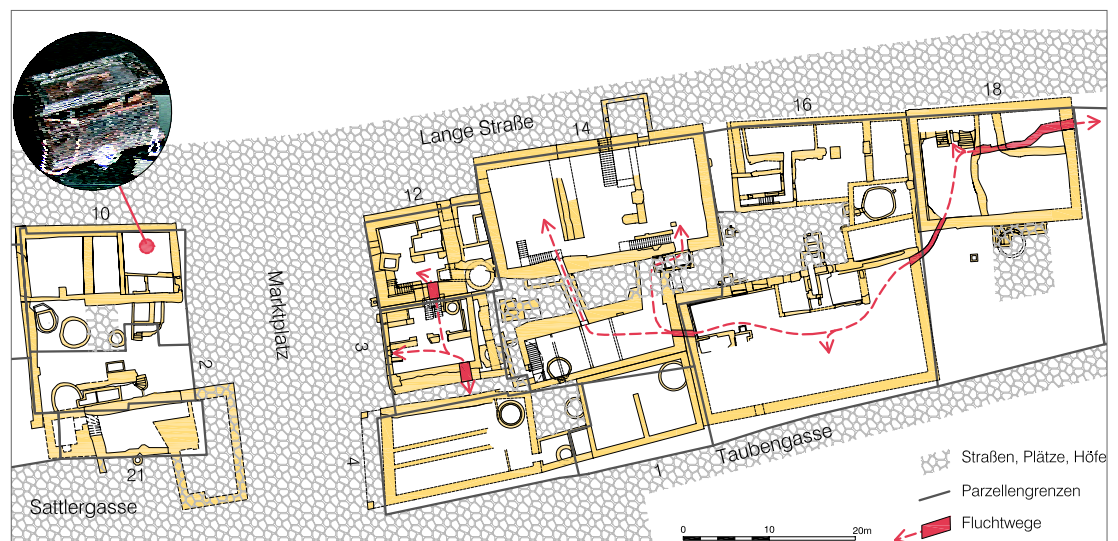 Lange Straße
18
16
14
12
10
Marktplatz
3
2
4
1
Taubengasse
21
Sattlergasse
Straßen, Plätze, Höfe
Parzellengrenzen
Fluchtwege
0 10 20m